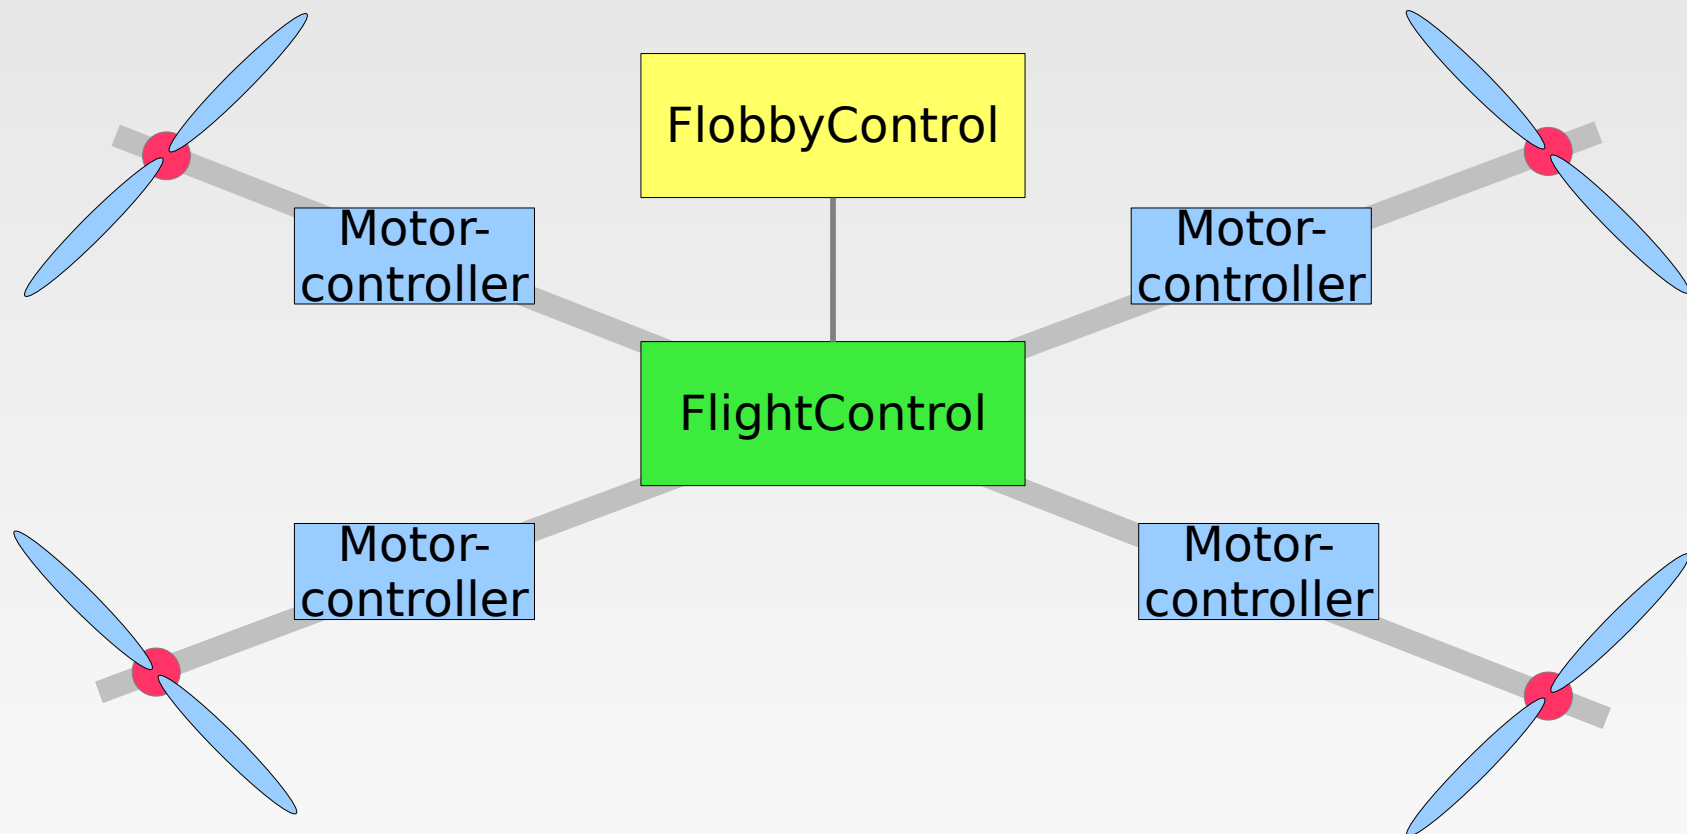 FlobbyControl
Motor-
controller
Motor-
controller
FlightControl
Motor-
controller
Motor-
controller